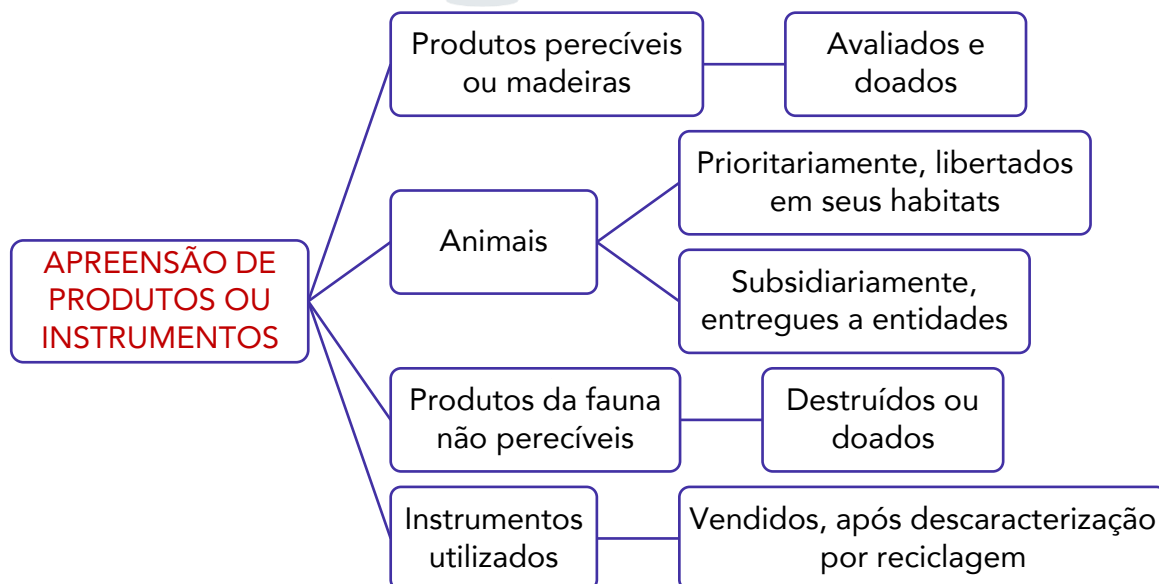 APREENSÃO DE
PRODUTOS OU
INSTRUMENTOS
Produtos perecíveis
ou madeiras
Avaliados e
doados
Animais
Prioritariamente, libertados
em seus habitats
Subsidiariamente,
entregues a entidades
Produtos da fauna
não perecíveis
Destruídos ou
doados
Instrumentos
utilizados
Vendidos, após descaracterização
por reciclagem